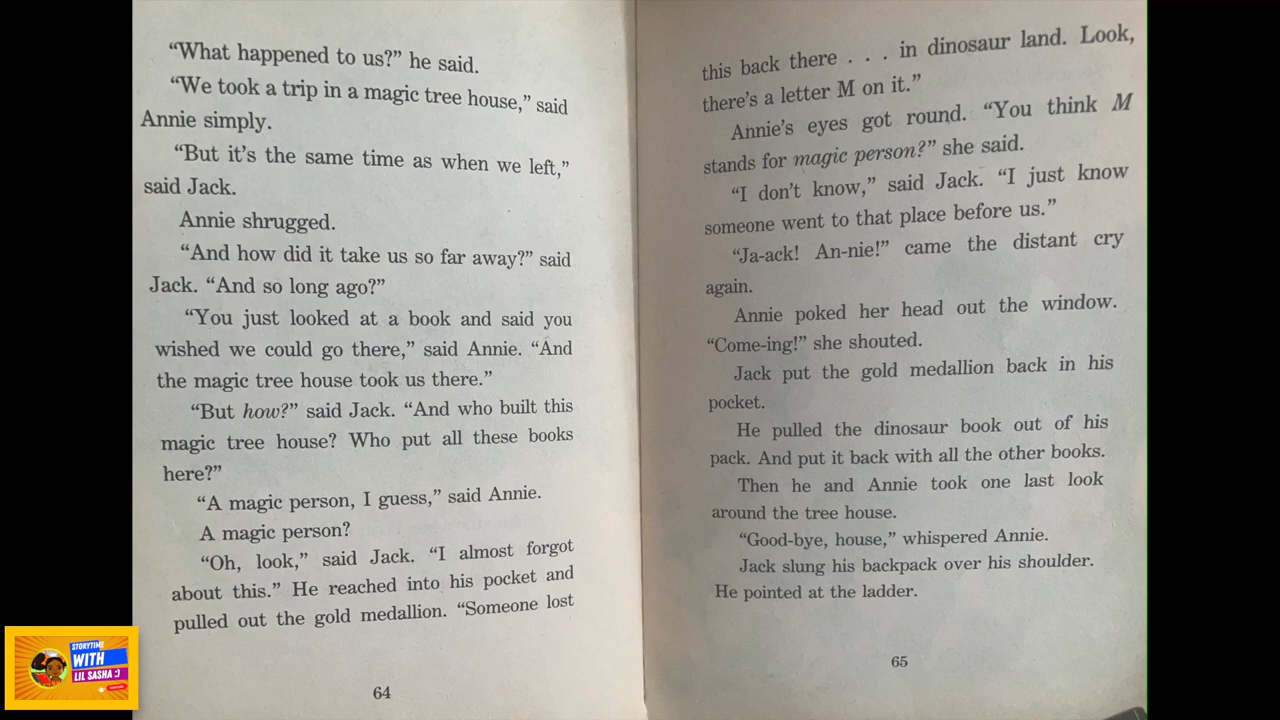 “What happened to us?” he said.
“We took a trip in a magic tree house,” said
Annie simply.
“But it’s the same time as when we left,”
said Jack.
Annie shrugged.
“And how did it take us so far away?” said
Jack. “And so long ago?”
“You just looked at a book and said you
wished we could go there,” said Annie. “And
the magic tree house took us there.”
“But how?” said Jack. “And who built this
magic tree house? Who put all these books
here?”
“A magic person, I guess,” said Annie.
A magic person?
“Oh, look,” said Jack. “I almost forgot
about this.” He reached into his pocket and
pulled out the gold medallion. “Someone lost
64
this back there . . . in dinosaur land. Look,
there’s a letter M on it.”
Annie’s eyes got round. “You think M
stands for magic person?” she said.
“I don’t know,” said Jack. “I just know
someone went to that place before us.”
“Ja-ack! An-nie!” came the distant cry
again.
Annie poked her head out the window.
“Come-ing!” she shouted.
Jack put the gold medallion back in his
pocket.
He pulled the dinosaur book out of his
pack. And put it back with all the other books.
Then he and Annie took one last look
around the tree house.
“Good-bye, house,” whispered Annie.
Jack slung his backpack over his shoulder.
He pointed at the ladder.
65
STORYTIME
WITH
LIL SASHA :)